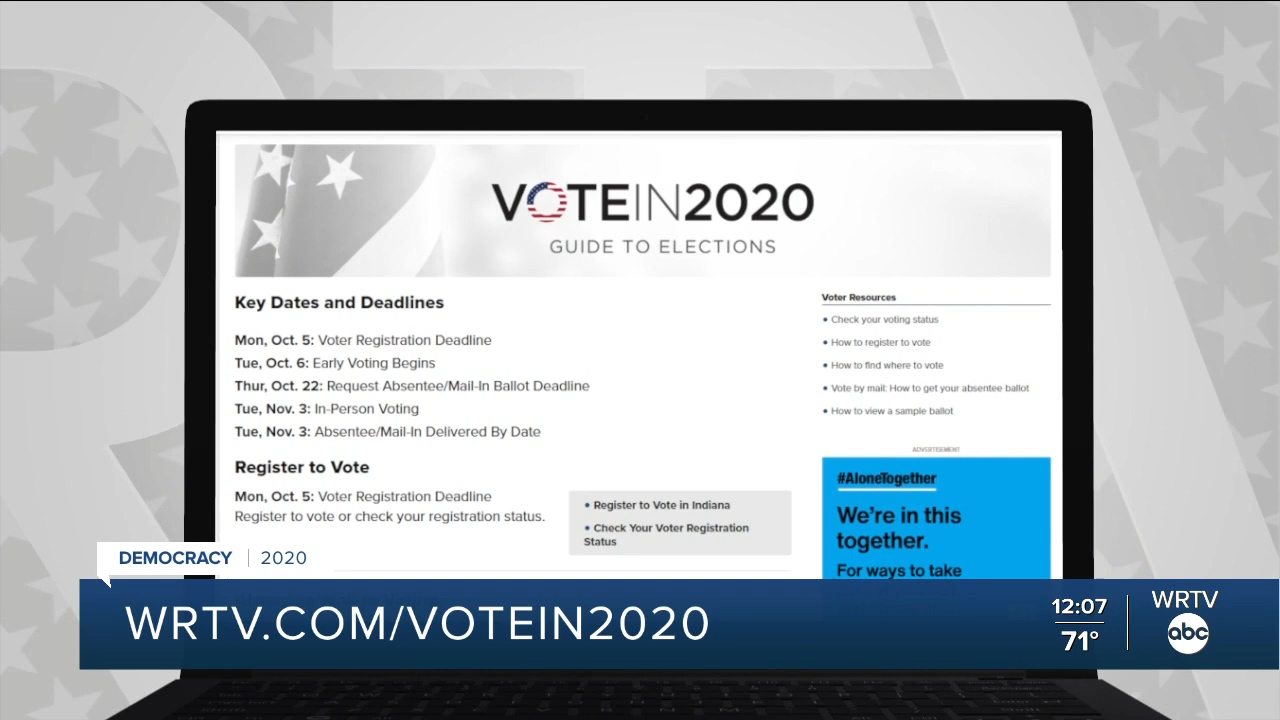 VOTEIN2020
GUIDE TO ELECTIONS
Key Dates and Deadlines
Mon, Oct. 5: Voter Registration Deadline
Tue, Oct. 6: Early Voting Begins
Thur, Oct. 22: Request Absentee/Mail-In Ballot Deadline
Tue, Nov. 3: In-Person Voting
Tue, Nov. 3: Absentee/Mail-In Delivered By Date
Register to Vote
Mon, Oct. 5: Voter Registration Deadline
Register to vote or check your registration status.
• Register to Vote in Indiana
• Check Your Voter Registration
Status
Voter Resources
• Check your voting status
• How to register to vote
• How to find where to vote
• Vote by mail: How to get your absentee ballot
• How to view a sample ballot
ADVERTISEMENT
#AloneTogether
We're in this
together.
For ways to take
DEMOCRACY | 2020
WRTV.COM/VOTEIN2020
12:07
71°
WRTV
abc